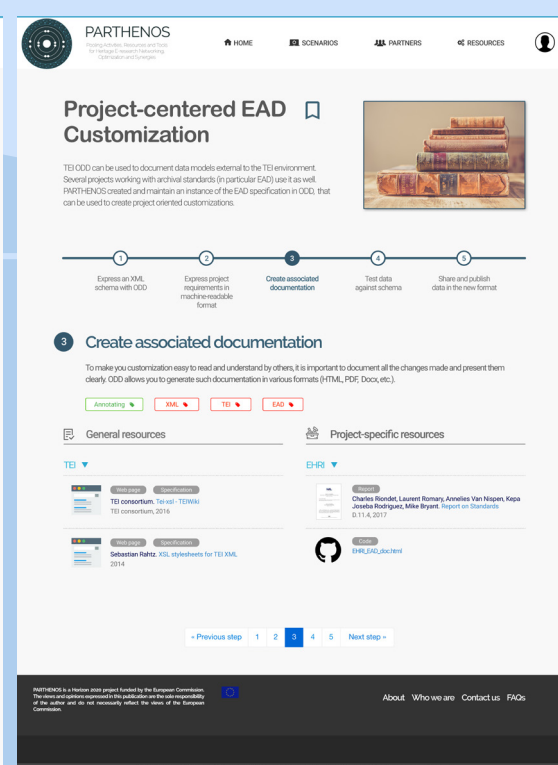 PARTHENOS
Pooling Activities, Resources and Tools
for Heritage E-research Networking,
Optimization and Synergies
HOME
SCENARIOS
PARTNERS
RESOURCES
Project-centered EAD
Customization
TEI ODD can be used to document data models external to the TEI environment.
Several projects working with archival standards (in particular EAD) use it as well.
PARTHENOS created and maintain an instance of the EAD specification in ODD, that
can be used to create project oriented customizations.
1
2
3
4
5
Express an XML
schema with ODD
Express project
requirements in
machine-readable
format
Create associated
documentation
Test data
against schema
Share and publish
data in the new format
3 Create associated documentation
To make you customization easy to read and understand by others, it is important to document all the changes made and present them
clearly. ODD allows you to generate such documentation in various formats (HTML, PDF, Docx, etc.).
Annotating
XML
TEI
EAD
General resources
TEI ▼
Web page Specification
TEI consortium. Tei-xsl - TEIWiki
TEI consortium, 2016
Web page Specification
Sebastian Rahtz. XSL stylesheets for TEI XML
2014
Project-specific resources
EHRI ▼
Report
Charles Riondet, Laurent Romary, Annelies Van Nispen, Kepa
Joseba Rodriguez, Mike Bryant. Report on Standards
D.11.4, 2017
Code
EHRI_EAD_doc.html
« Previous step 1 2 3 4 5 Next step »
PARTHENOS is a Horizon 2020 project funded by the European Commission.
The views and opinions expressed in this publication are the sole responsibility
of the author and do not necessarily reflect the views of the European
Commission.
About Who we are Contact us FAQs